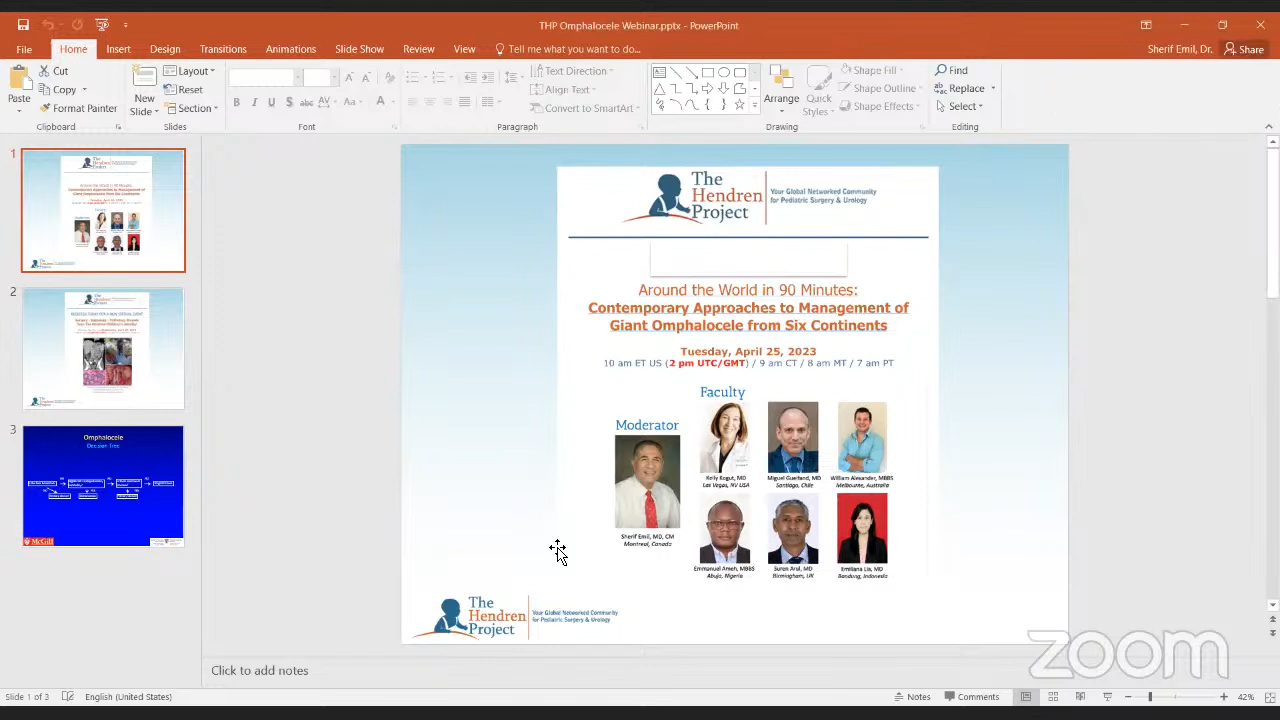 THP Omphalocele Webinar.pptx - PowerPoint
File Home Insert Design Transitions Animations Slide Show Review View Tell me what you want to do... Sherif Emil, Dr. Share
Paste
Cut
Copy
Format Painter
Clipboard
New Slide
Layout
Reset
Section
Slides
B I U S abc AV Aa A
Font
Text Direction
Align Text
Convert to SmartArt
Paragraph
Arrange
Quick Styles
Shape Fill
Shape Outline
Shape Effects
Drawing
Find
Replace
Select
Editing
1
2
3
Omphalocele
Decision Tree
McGill
The Hendren Project
Your Global Networked Community
for Pediatric Surgery & Urology
Around the World in 90 Minutes:
Contemporary Approaches to Management of
Giant Omphalocele from Six Continents
Tuesday, April 25, 2023
10 am ET US (2 pm UTC/GMT) / 9 am CT / 8 am MT / 7 am PT
Faculty
Moderator
Kelly Kogut, MD
Las Vegas, NV USA
Miguel Guelfand, MD
Santiago, Chile
William Alexander, MBBS
Melbourne, Australia
Sherif Emil, MD, CM
Montreal, Canada
Emmanuel Ameh, MBBS
Abuja, Nigeria
Suren Arul, MD
Birmingham, UK
Emiliana Lia, MD
Bandung, Indonesia
The Hendren Project
Your Global Networked Community
for Pediatric Surgery & Urology
Click to add notes
zoom
Slide 1 of 3 English (United States) Notes Comments 42%